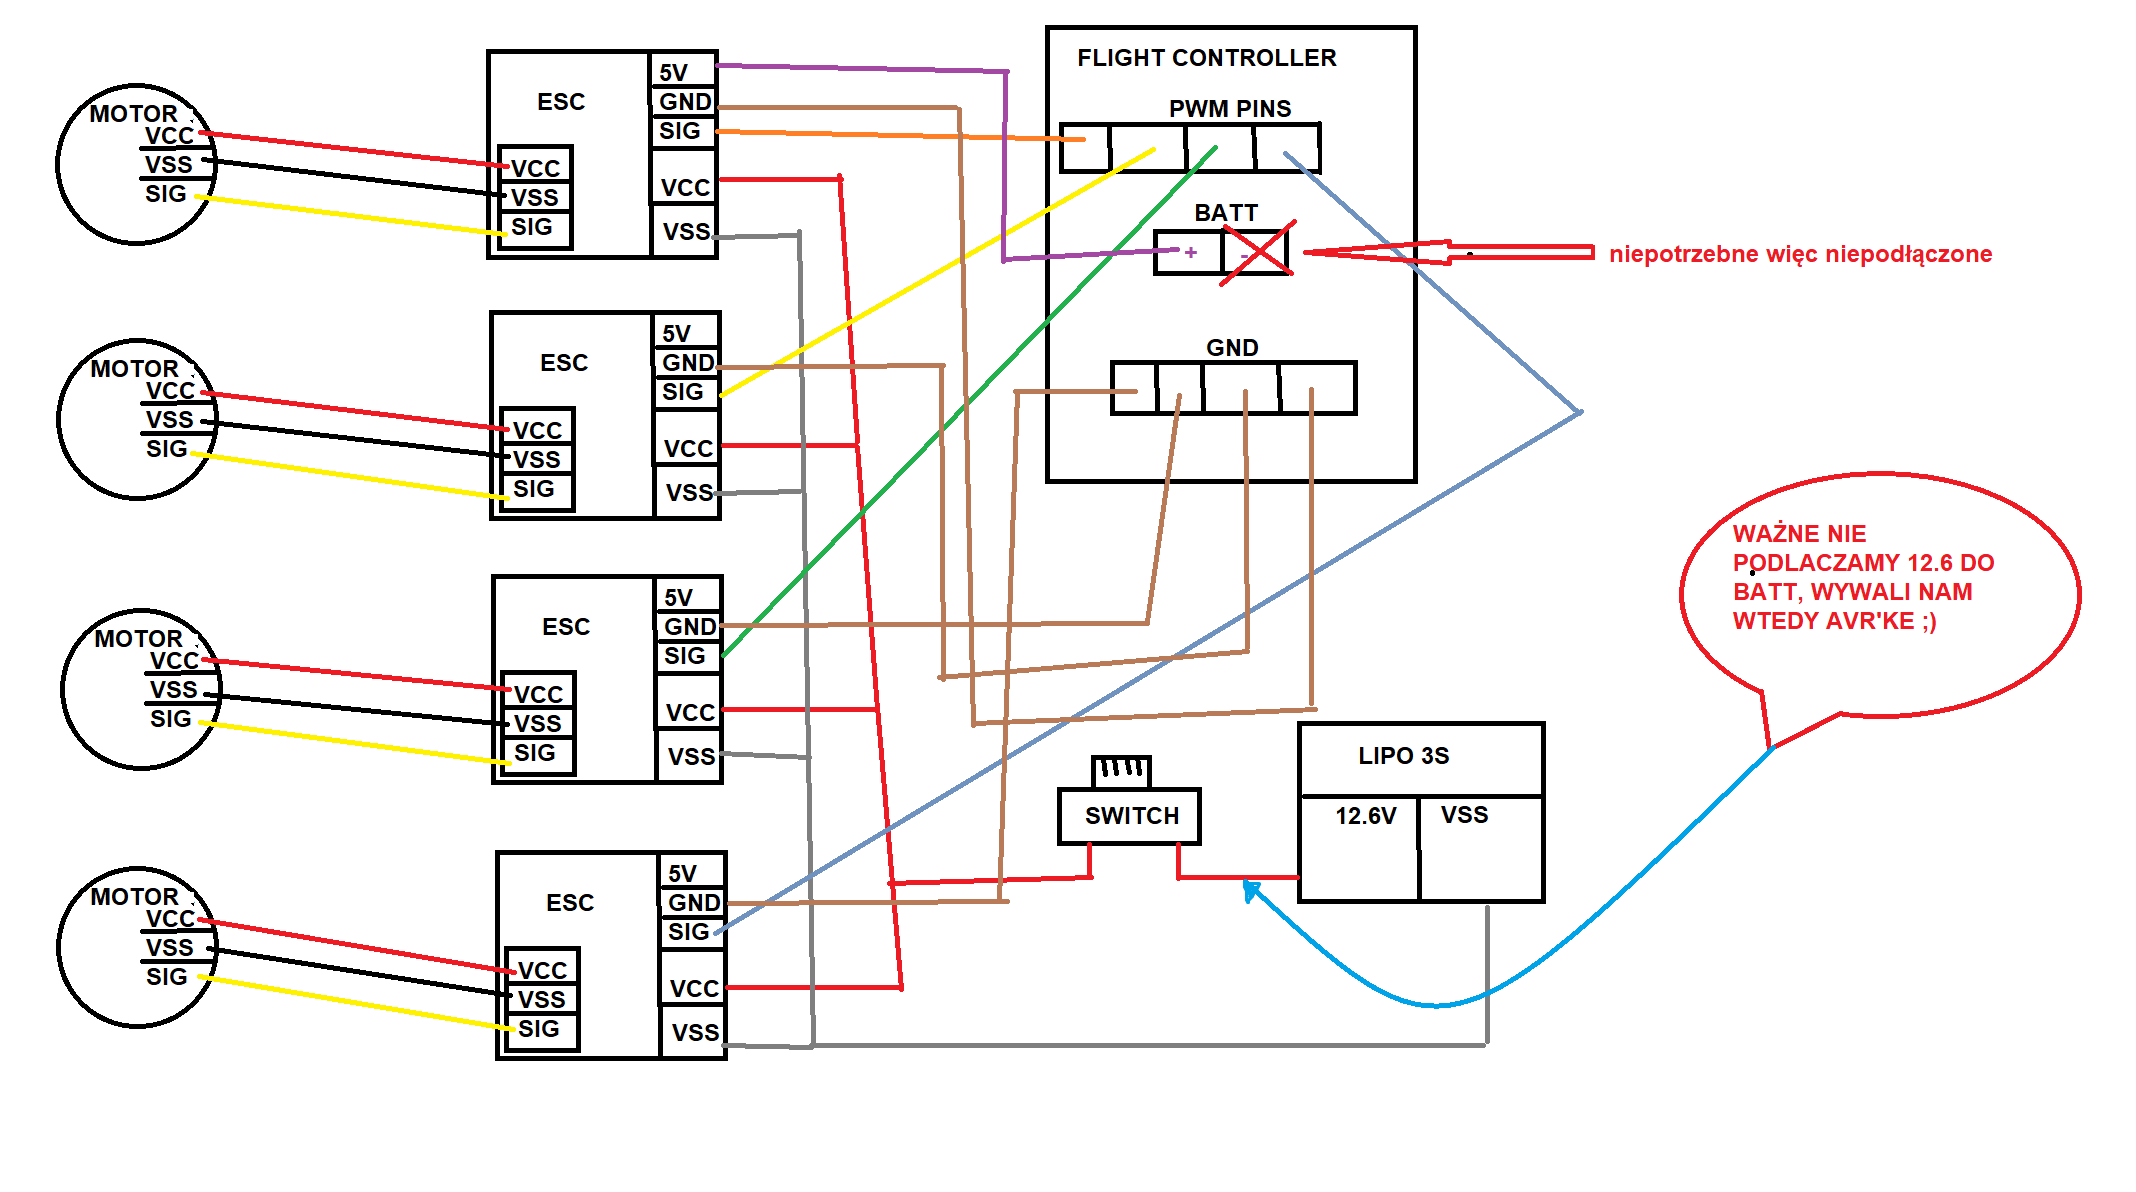 FLIGHT CONTROLLER
PWM PINS
BATT
+ -
niepotrzebne więc niepodłączone
GND
MOTOR
VCC
VSS
SIG
ESC
VCC
VSS
SIG
5V
GND
SIG
VCC
VSS
MOTOR
VCC
VSS
SIG
ESC
VCC
VSS
SIG
5V
GND
SIG
VCC
VSS
MOTOR
VCC
VSS
SIG
ESC
VCC
VSS
SIG
5V
GND
SIG
VCC
VSS
MOTOR
VCC
VSS
SIG
ESC
VCC
VSS
SIG
5V
GND
SIG
VCC
VSS
SWITCH
LIPO 3S
12.6V VSS
WAŻNE NIE
PODLACZAMY 12.6 DO
BATT, WYWALI NAM
WTEDY AVR'KE ;)